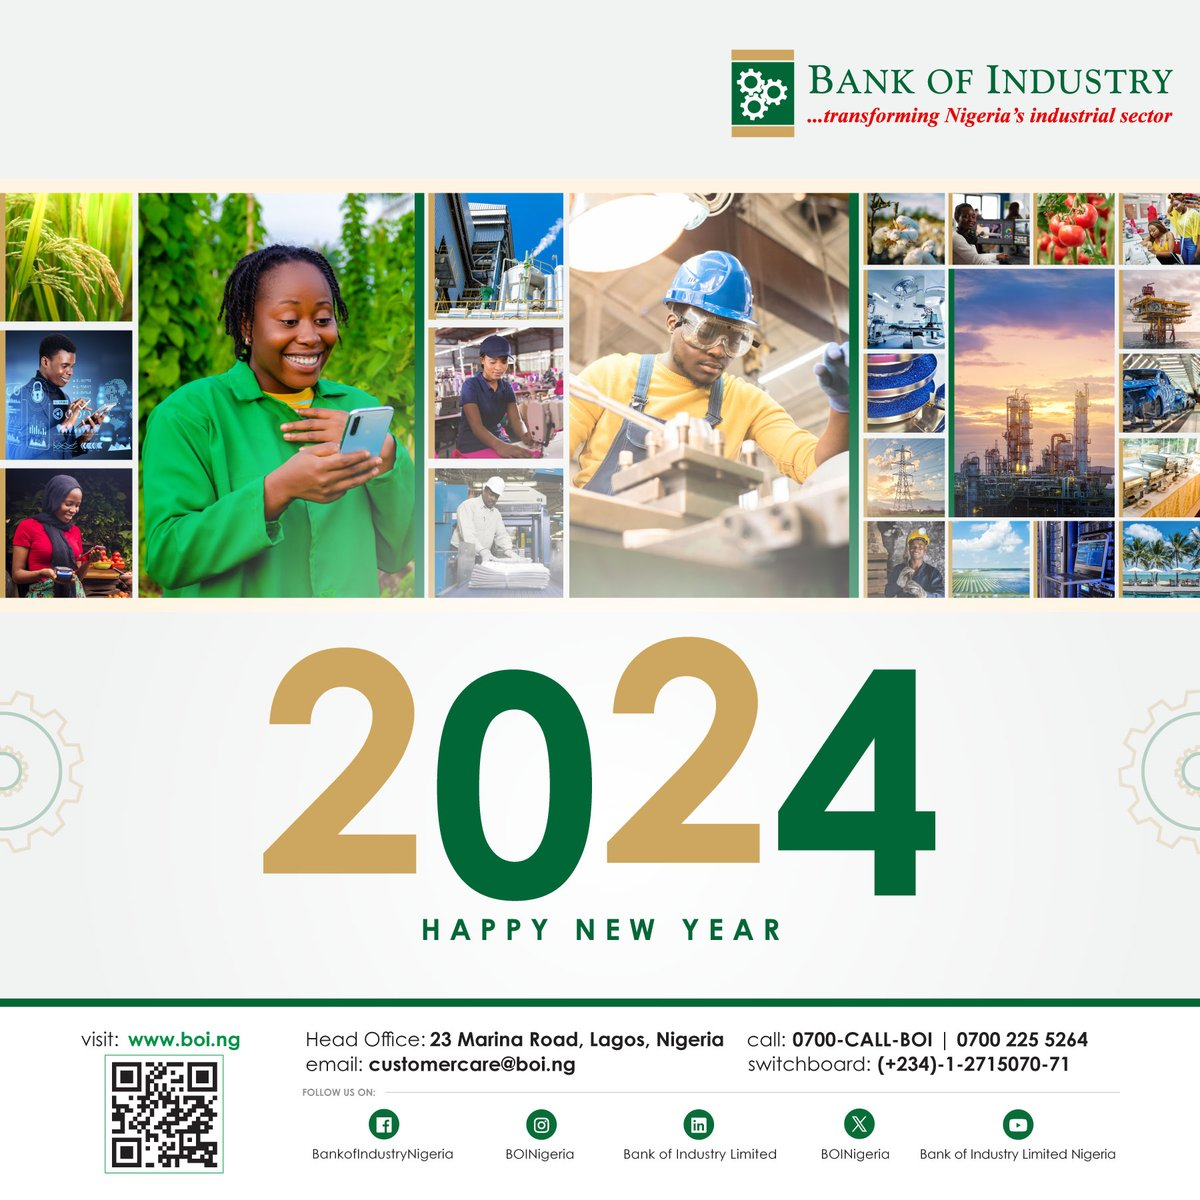 BANK OF INDUSTRY
...transforming Nigeria's industrial sector
2024
HAPPY NEW YEAR
visit: www.boi.ng
Head Office: 23 Marina Road, Lagos, Nigeria
email: customercare@boi.ng
call: 0700-CALL-BOI | 0700 225 5264
switchboard: (+234)-1-2715070-71
FOLLOW US ON:
BankofIndustryNigeria
BOINigeria
Bank of Industry Limited
BOINigeria
Bank of Industry Limited Nigeria